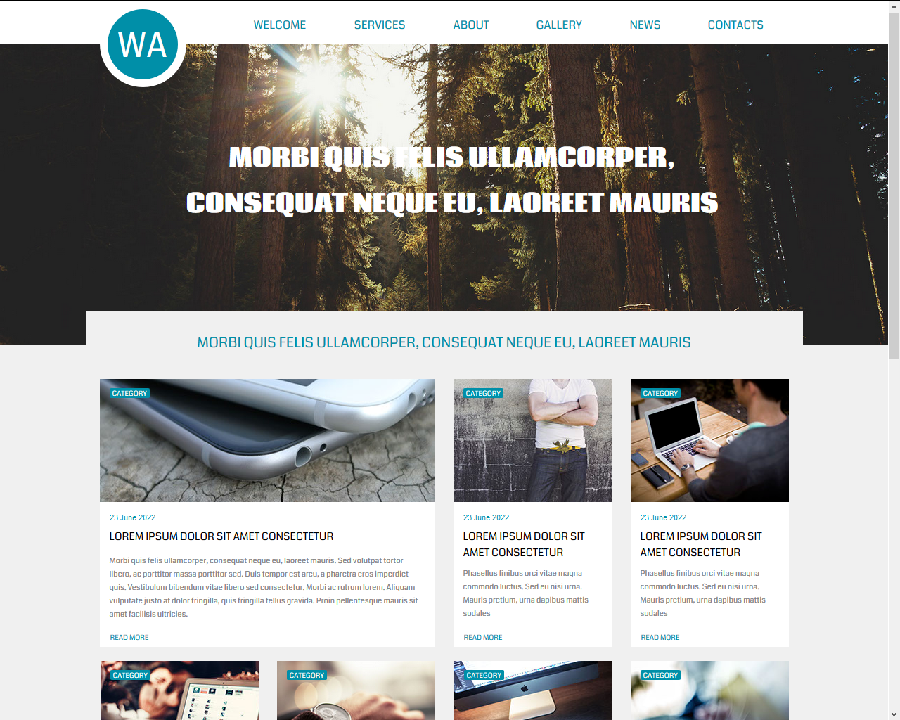 WA
WELCOME SERVICES ABOUT GALLERY NEWS CONTACTS
MORBI QUIS FELIS ULLAMCORPER,
CONSEQUAT NEQUE EU, LAOREET MAURIS
MORBI QUIS FELIS ULLAMCORPER, CONSEQUAT NEQUE EU, LAOREET MAURIS
CATEGORY
23 June 2022
LOREM IPSUM DOLOR SIT AMET CONSECTETUR
Morbi quis felis ullamcorper, consequat neque eu, laoreet mauris. Sed volutpat tortor
libero, ac porttitor massa porttitor sed. Duis tempor est arcu, a pharetra eros imperdiet
quis. Vestibulum bibendum vitae libero sed consectetur. Morbi ac rutrum lorem. Aliquam
vulputate justo at dolor fringilla, quis fringilla tellus gravida. Proin pellentesque mauris sit
amet facilisis ultricies.
READ MORE
CATEGORY
23 June 2022
LOREM IPSUM DOLOR SIT
AMET CONSECTETUR
Phasellus finibus orci vitae magna
commodo luctus. Sed eu nisi urna.
Mauris pretium, urna dapibus mattis
sodales
READ MORE
CATEGORY
23 June 2022
LOREM IPSUM DOLOR SIT
AMET CONSECTETUR
Phasellus finibus orci vitae magna
commodo luctus. Sed eu nisi urna.
Mauris pretium, urna dapibus mattis
sodales
READ MORE
CATEGORY
CATEGORY
CATEGORY
CATEGORY